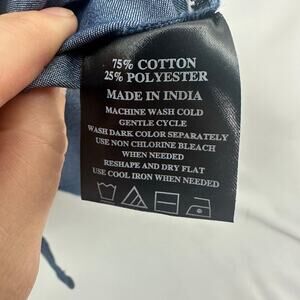 75% COTTON
25% POLYESTER
MADE IN INDIA
MACHINE WASH COLD
GENTLE CYCLE
WASH DARK COLOR SEPARATELY
USE NON CHLORINE BLEACH
WHEN NEEDED
RESHAPE AND DRY FLAT
USE COOL IRON WHEN NEEDED